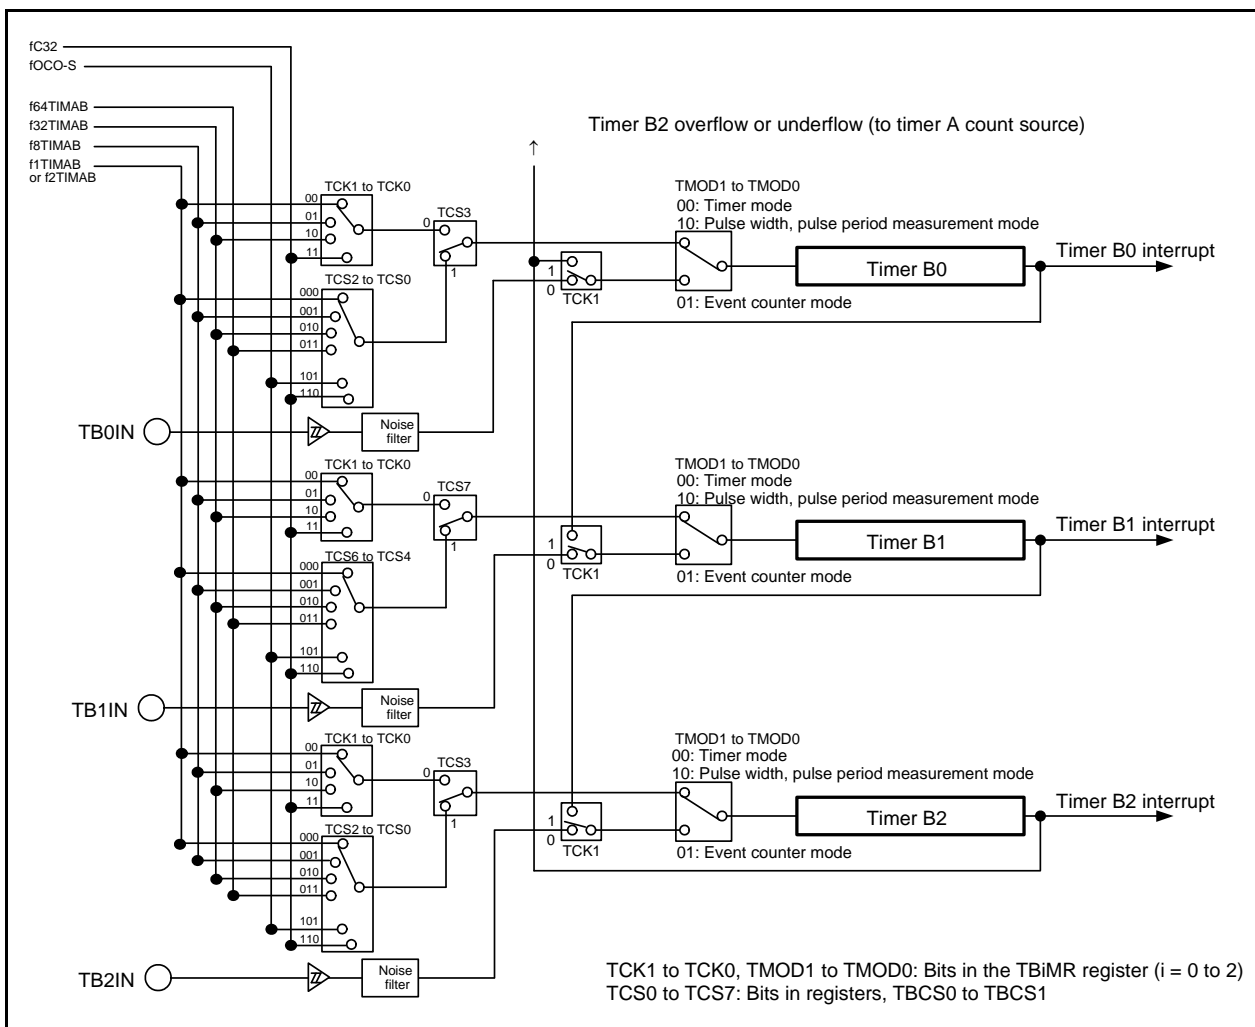 fC32
fOCO-S
f64TIMAB
f32TIMAB
f8TIMAB
f1TIMAB
or f2TIMAB
Timer B2 overflow or underflow (to timer A count source)
↑
TCK1 to TCK0
00
01
10
11
TCS3
0
1
TMOD1 to TMOD0
00: Timer mode
10: Pulse width, pulse period measurement mode
TCS2 to TCS0
000
001
010
011
101
110
1
0
TCK1
Timer B0
Timer B0 interrupt
01: Event counter mode
TB0IN
Noise
filter
TCK1 to TCK0
00
01
10
11
TCS7
0
1
TMOD1 to TMOD0
00: Timer mode
10: Pulse width, pulse period measurement mode
TCS6 to TCS4
000
001
010
011
101
110
1
0
TCK1
Timer B1
Timer B1 interrupt
01: Event counter mode
TB1IN
Noise
filter
TCK1 to TCK0
00
01
10
11
TCS3
0
1
TMOD1 to TMOD0
00: Timer mode
10: Pulse width, pulse period measurement mode
TCS2 to TCS0
000
001
010
011
101
110
1
0
TCK1
Timer B2
Timer B2 interrupt
01: Event counter mode
TB2IN
Noise
filter
TCK1 to TCK0, TMOD1 to TMOD0: Bits in the TBiMR register (i = 0 to 2)
TCS0 to TCS7: Bits in registers, TBCS0 to TBCS1